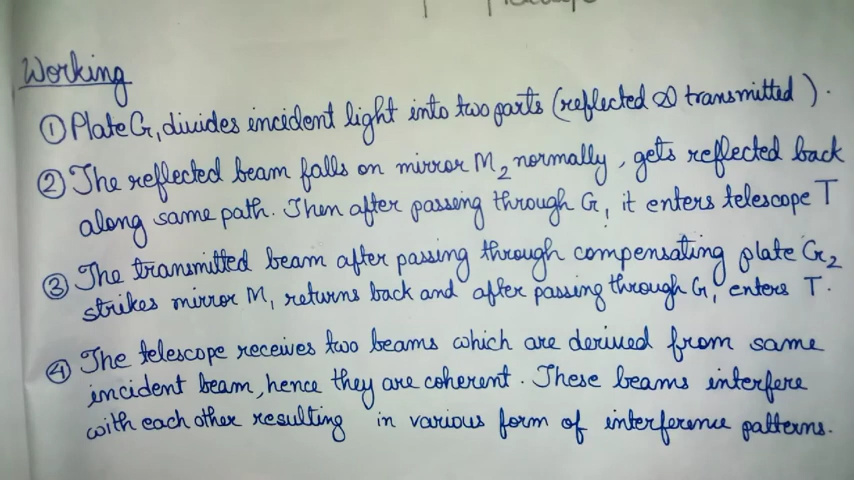 Working
① Plate G₁, divides incident light into two parts (reflected & transmitted).
② The reflected beam falls on mirror M₂ normally, gets reflected back
along same path. Then after passing through G₁ it enters telescope T
③ The transmitted beam after passing through compensating plate G₂
strikes mirror M₁ returns back and after passing through G₁ enters T.
④ The telescope receives two beams which are derived from same
incident beam, hence they are coherent. These beams interfere
with each other resulting in various form of interference patterns.